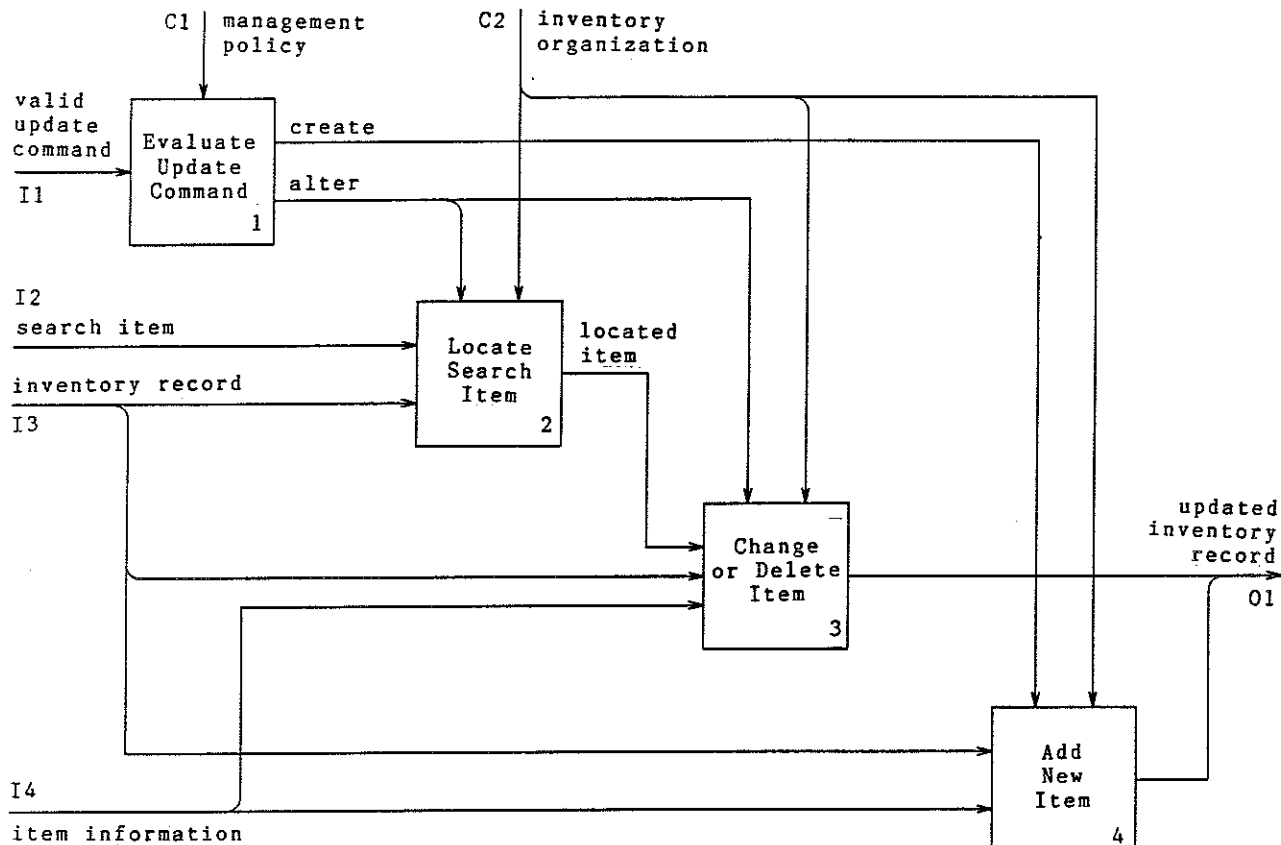 C1 management
policy
C2 inventory
organization
valid
update
command
I1
Evaluate
Update
Command
1
create
alter
I2
search item
inventory record
I3
Locate
Search
Item
2
located
item
Change
or Delete
Item
3
updated
inventory
record
O1
Add
New
Item
4
I4
item information